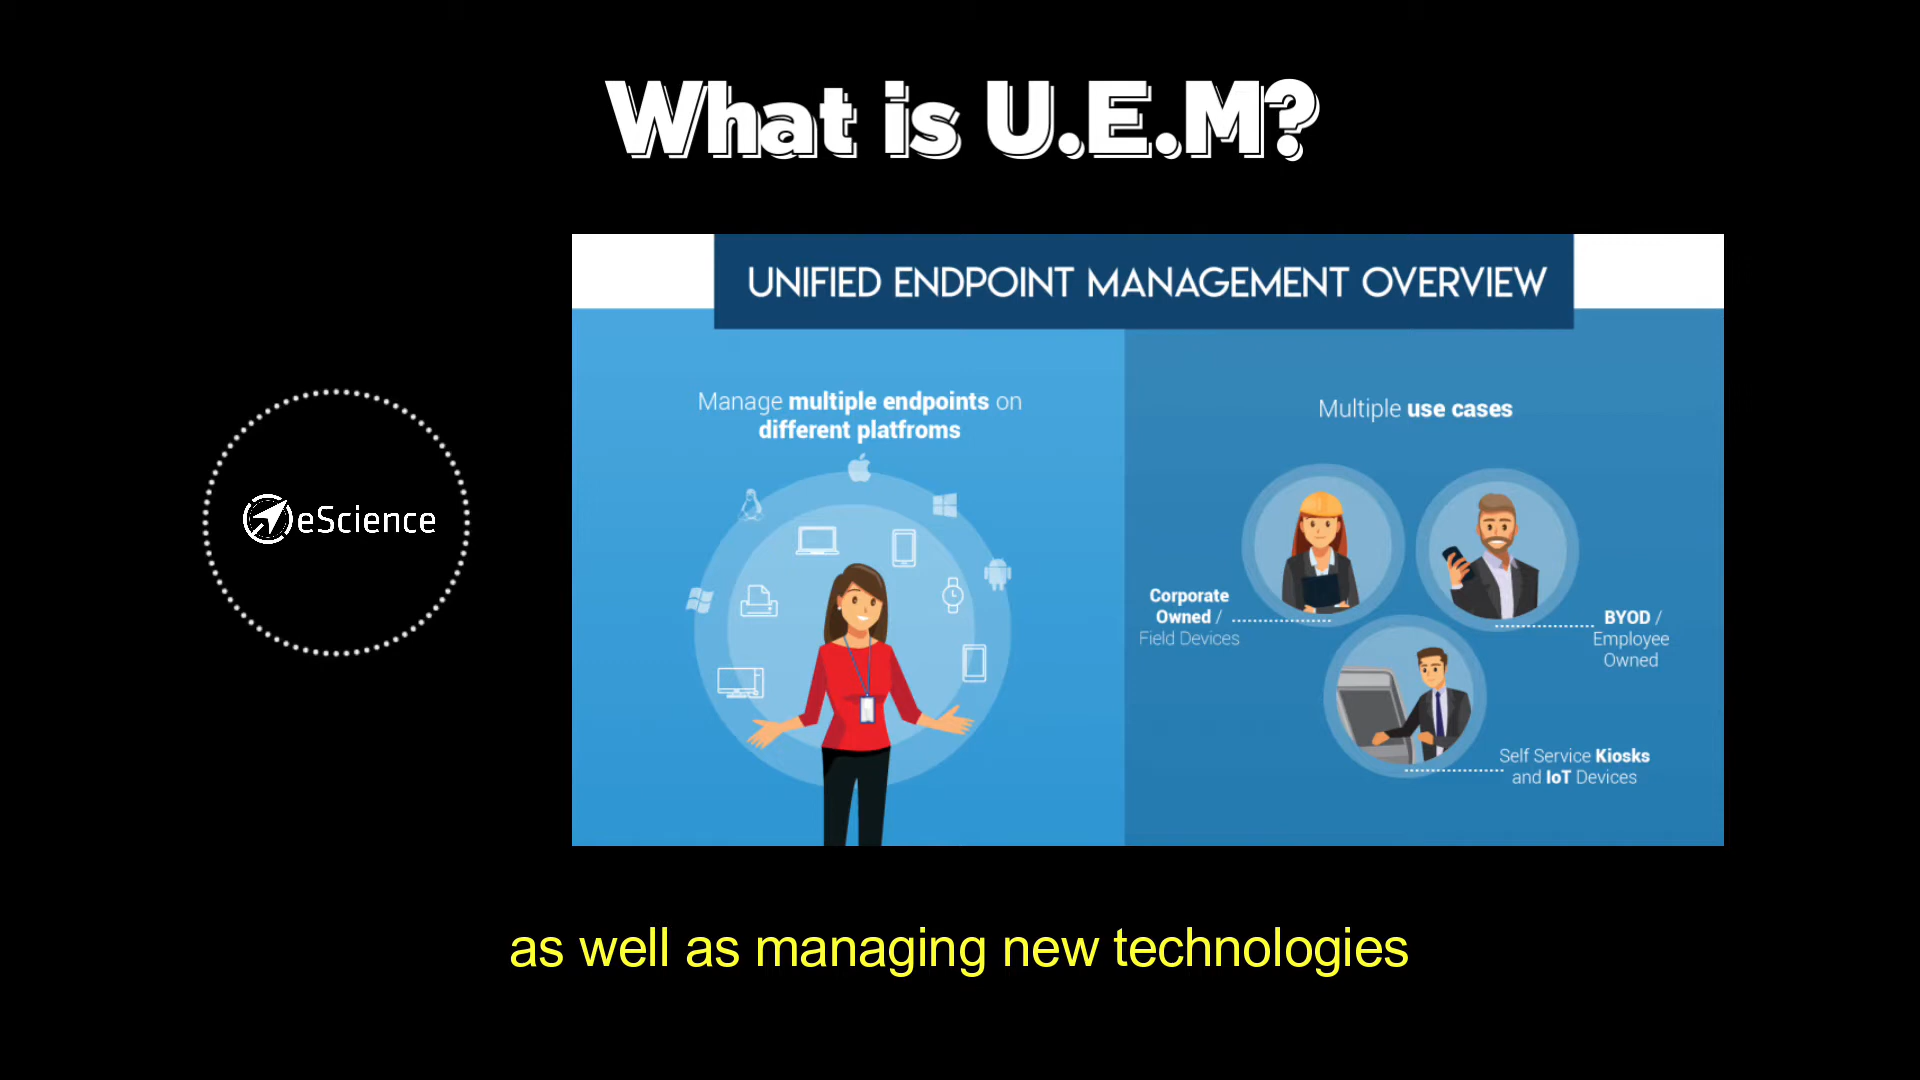 What is U.E.M?
UNIFIED ENDPOINT MANAGEMENT OVERVIEW
Manage multiple endpoints on
different platfroms
Multiple use cases
Corporate
Owned /
Field Devices
BYOD /
Employee
Owned
Self Service Kiosks
and IoT Devices
eScience
as well as managing new technologies